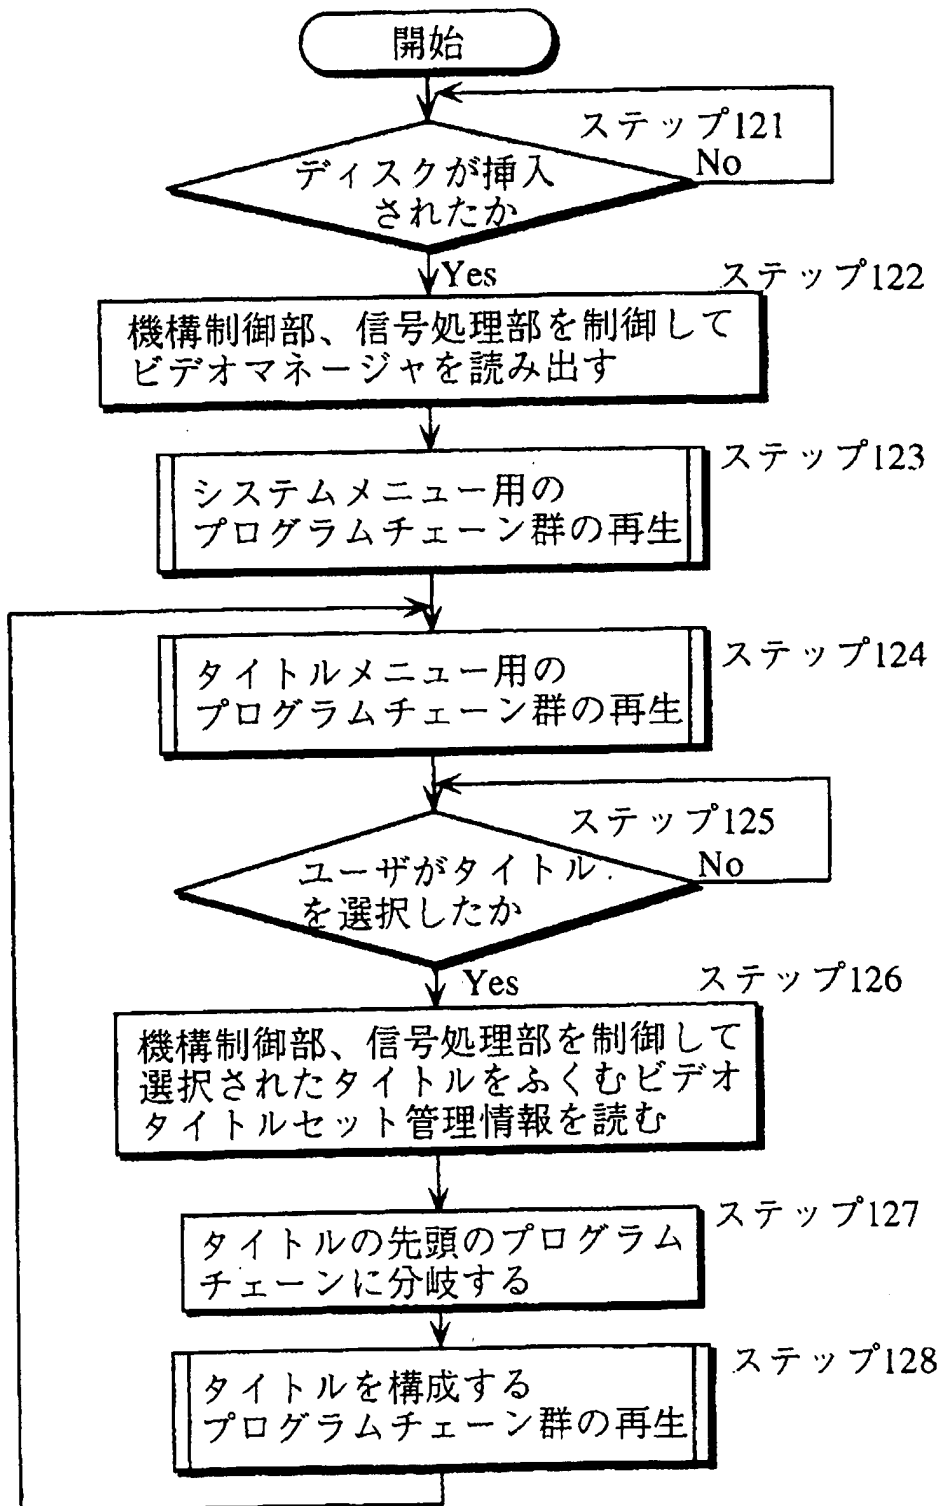 開始
ステップ121
No
ディスクが挿入
されたか
Yes
ステップ122
機構制御部、信号処理部を制御して
ビデオマネージャを読み出す
ステップ123
システムメニュー用の
プログラムチェーン群の再生
ステップ124
タイトルメニュー用の
プログラムチェーン群の再生
ステップ125
No
ユーザがタイトル
を選択したか
Yes
ステップ126
機構制御部、信号処理部を制御して
選択されたタイトルをふくむビデオ
タイトルセット管理情報を読む
ステップ127
タイトルの先頭のプログラム
チェーンに分岐する
ステップ128
タイトルを構成する
プログラムチェーン群の再生